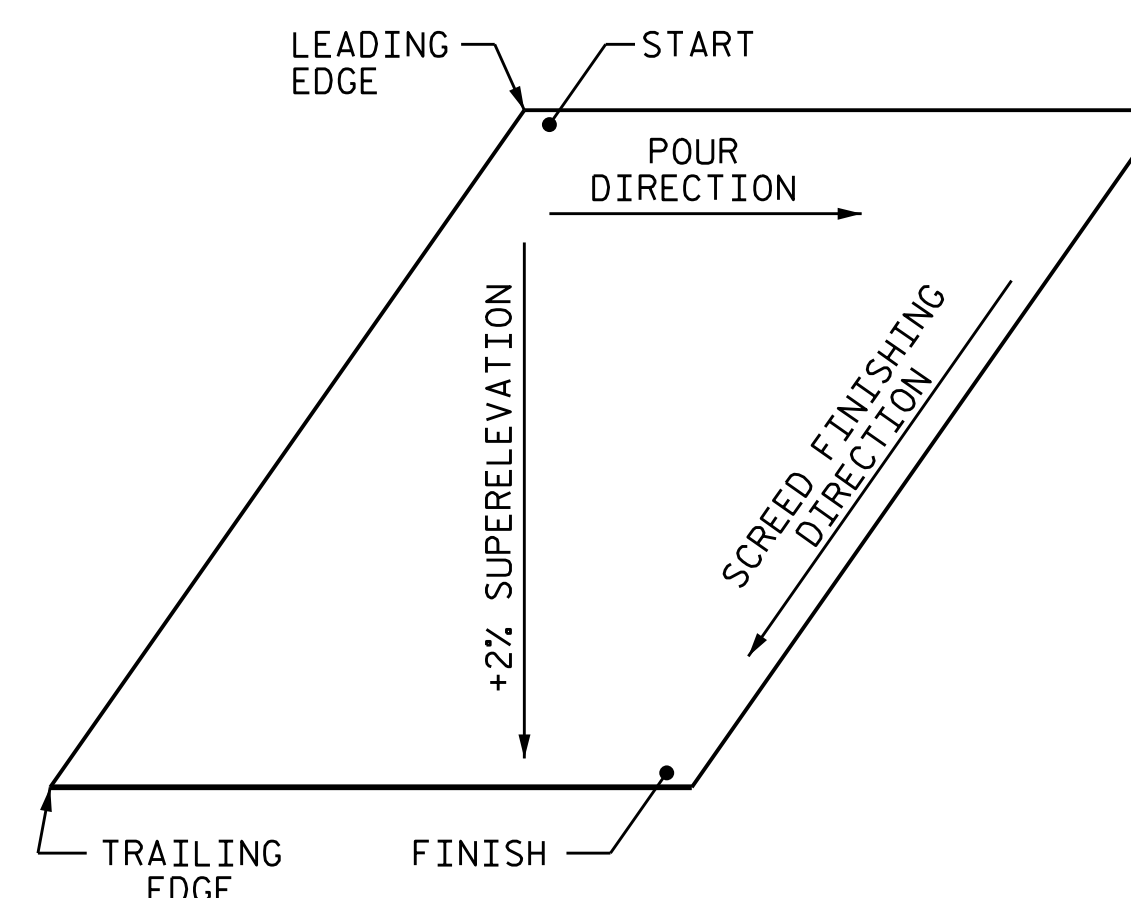 LEADING
EDGE
START
POUR
DIRECTION
+2% SUPERELEVATION
SCREED FINISHING
DIRECTION
TRAILING
EDGE
FINISH